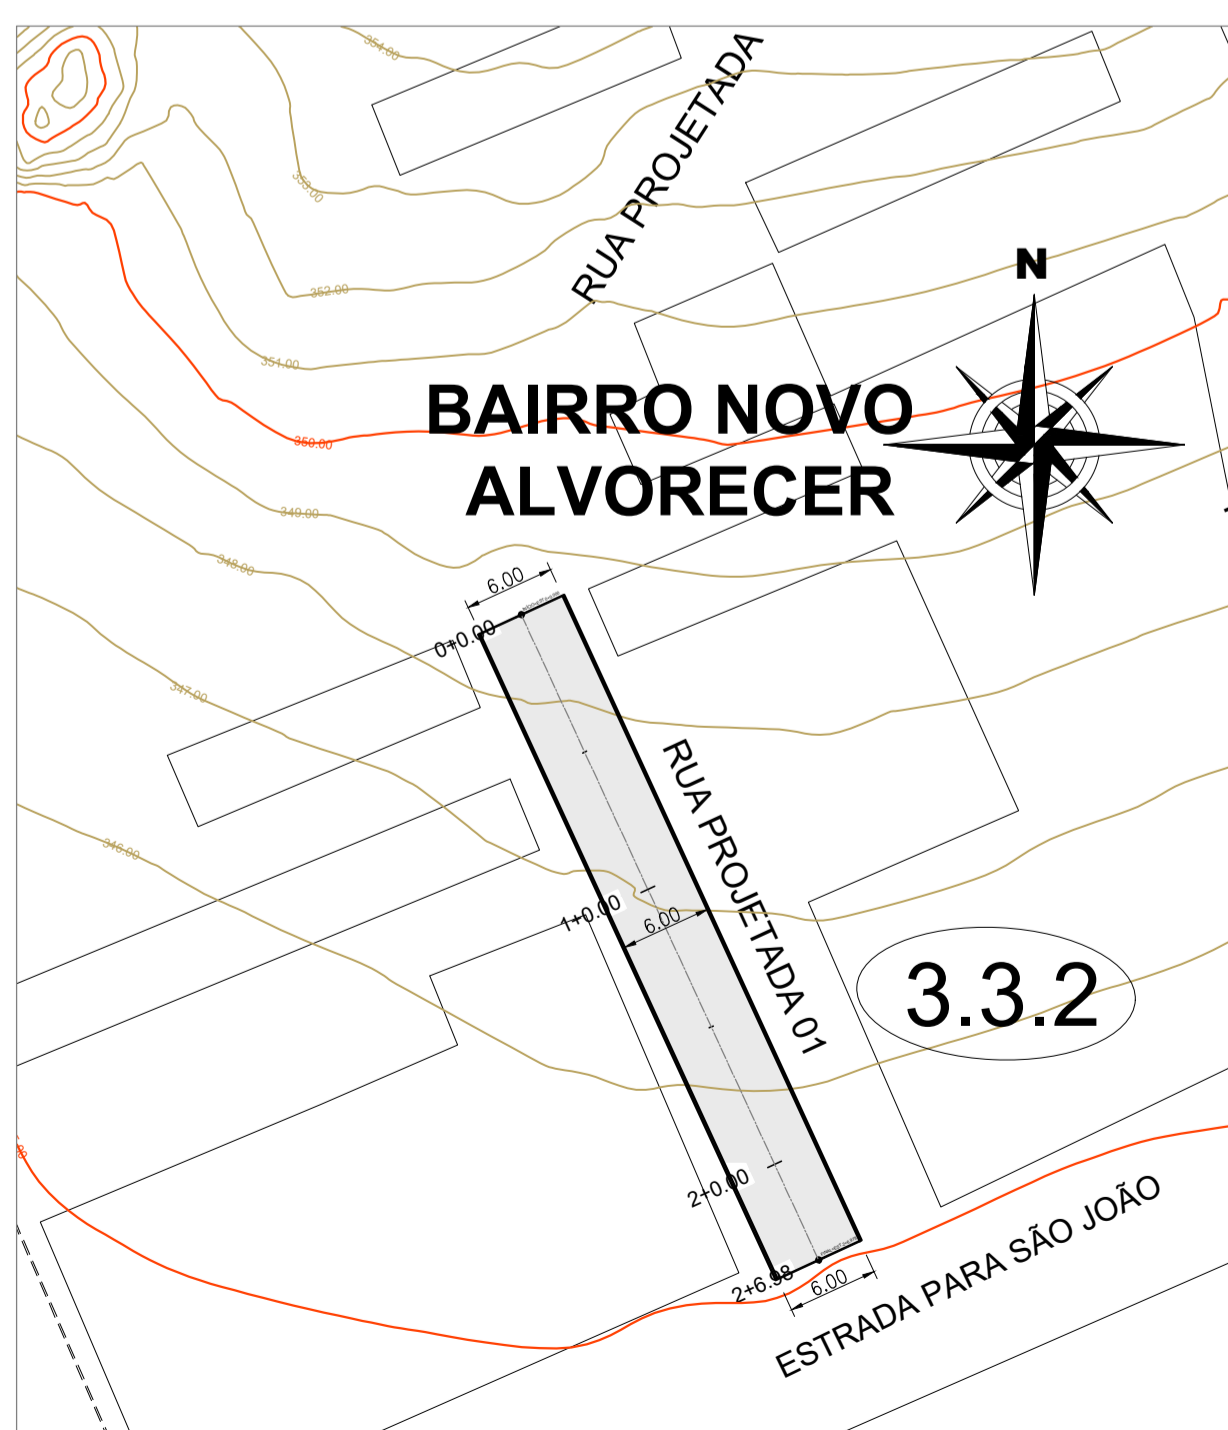 354.00
RUA PROJETADA
353.00
352.00
N
351.00
350.00
BAIRRO NOVO
ALVORECER
349.00
348.00
6.00
0+0.00
347.00
RUA PROJETADA 01
346.00
1+0.00
6.00
3.3.2
2+0.00
2+6.98
6.00
ESTRADA PARA SÃO JOÃO